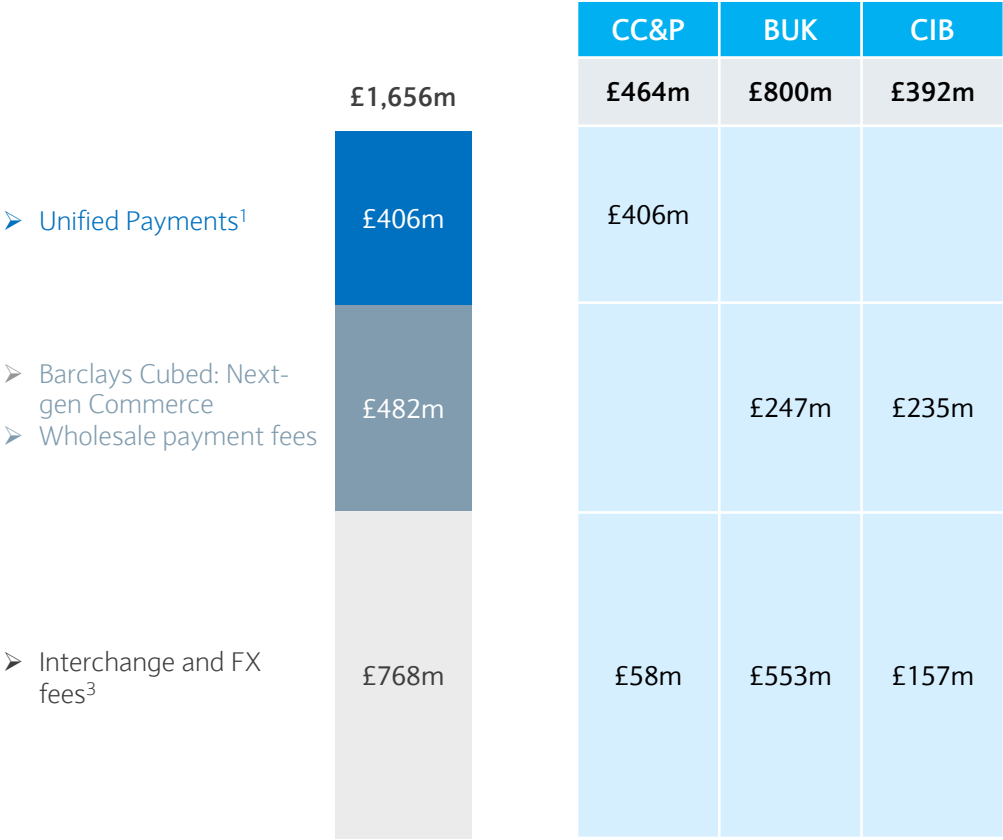 CC&P BUK CIB
£1,656m £464m £800m £392m
➢ Unified Payments¹ £406m £406m
➢ Barclays Cubed: Next-
gen Commerce
➢ Wholesale payment fees
£482m £247m £235m
➢ Interchange and FX
fees³
£768m £58m £553m £157m